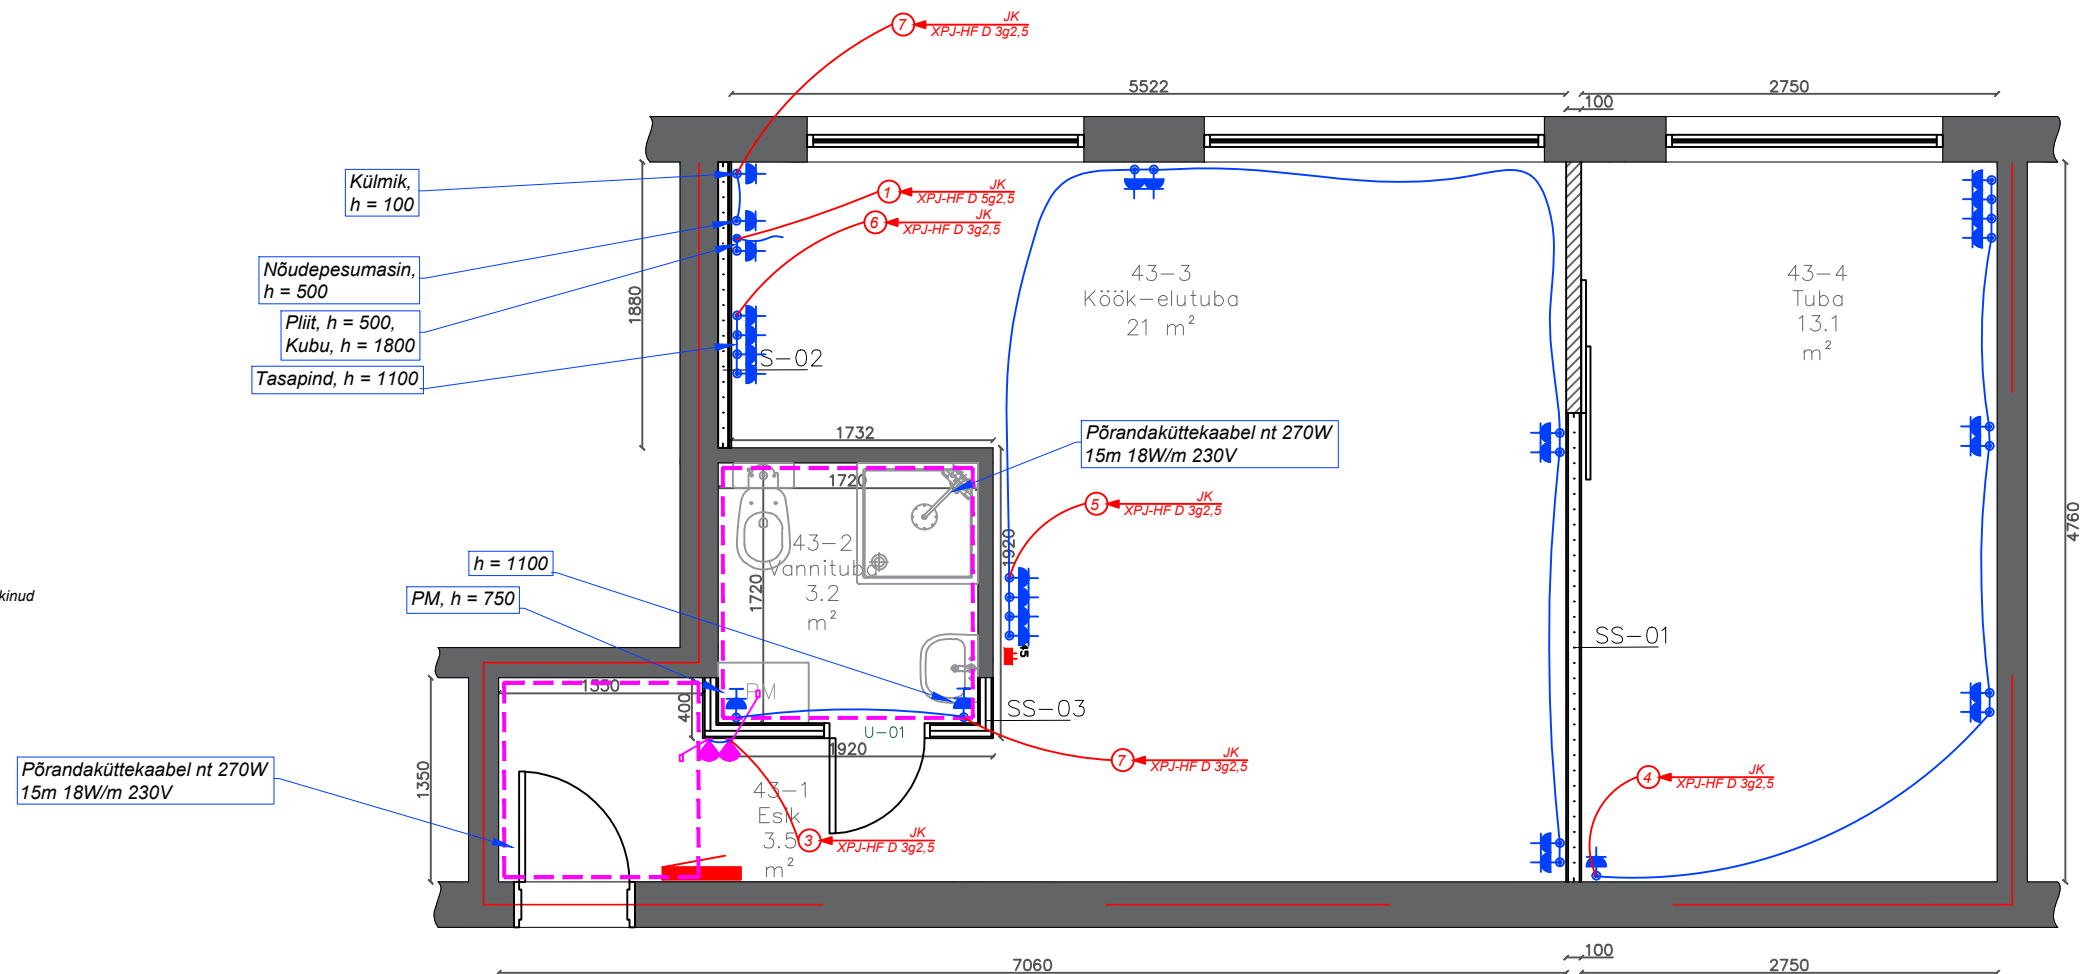 7
JK
XPJ-HF D 3g2,5
5522
100
2750
Külmik,
h = 100
1
JK
XPJ-HF D 5g2,5
6
JK
XPJ-HF D 3g2,5
Nõudepesumasin,
h = 500
Pliit, h = 500,
Kubu, h = 1800
Tasapind, h = 1100
1880
S-02
43-3
Köök-elutuba
21 m²
43-4
Tuba
13.1
m²
1732
1720
Põrandaküttekaabel nt 270W
15m 18W/m 230V
5
JK
XPJ-HF D 3g2,5
4760
1920
43-2
Vannituba
3.2
m²
1720
h = 1100
PM, h = 750
kinud
PM
45
SS-01
SS-03
U-01
1350
400
1920
7
JK
XPJ-HF D 3g2,5
4
JK
XPJ-HF D 3g2,5
Põrandaküttekaabel nt 270W
15m 18W/m 230V
1350
43-1
Esik
3.5
m²
3
JK
XPJ-HF D 3g2,5
7060
100
2750